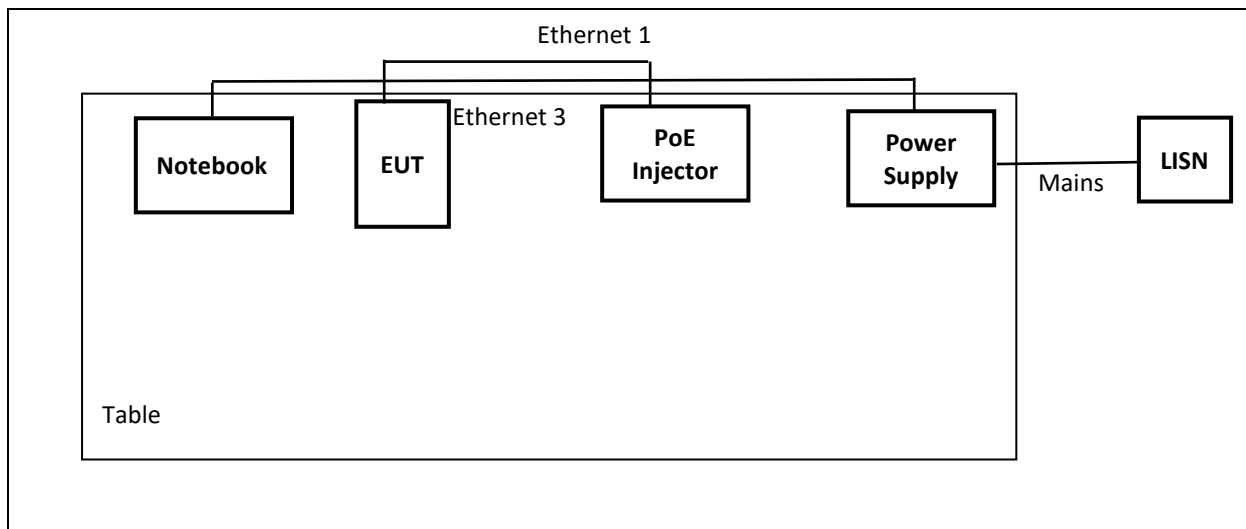 Ethernet 1
Ethernet 3
Notebook
EUT
PoE
Injector
Power
Supply
Mains
LISN
Table